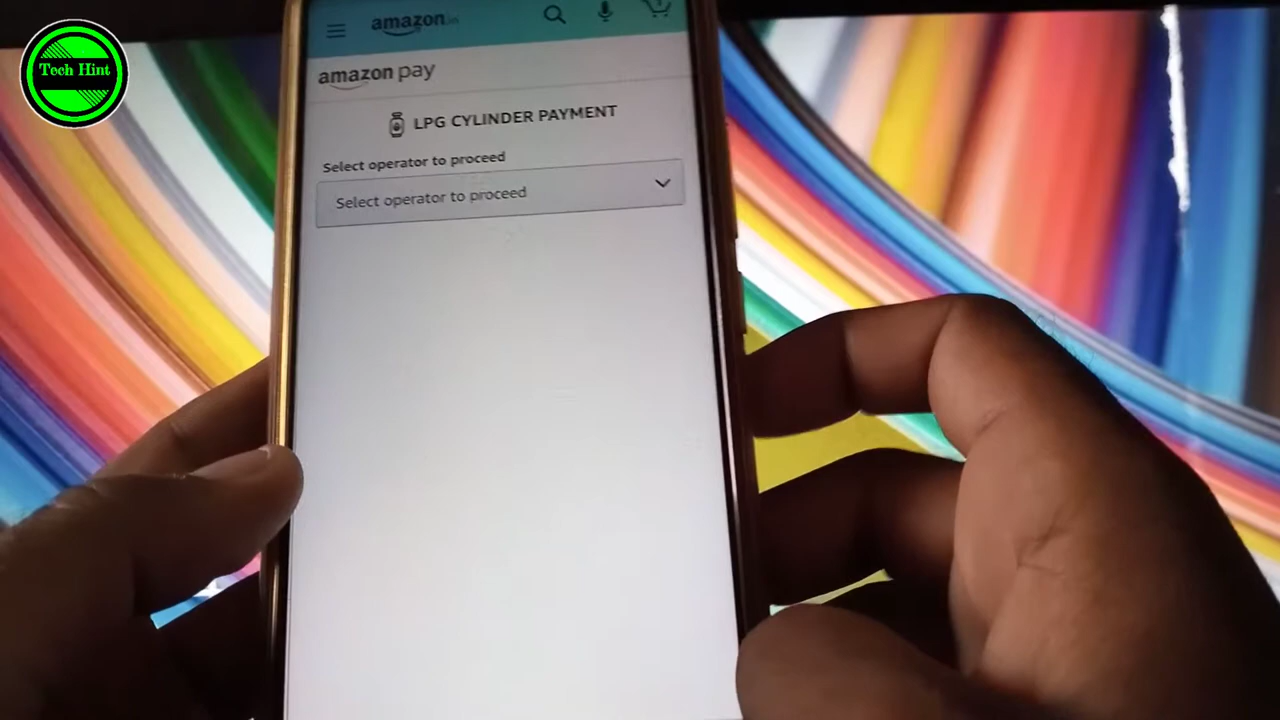 Tech Hint
amazon.in
amazon pay
LPG CYLINDER PAYMENT
Select operator to proceed
Select operator to proceed